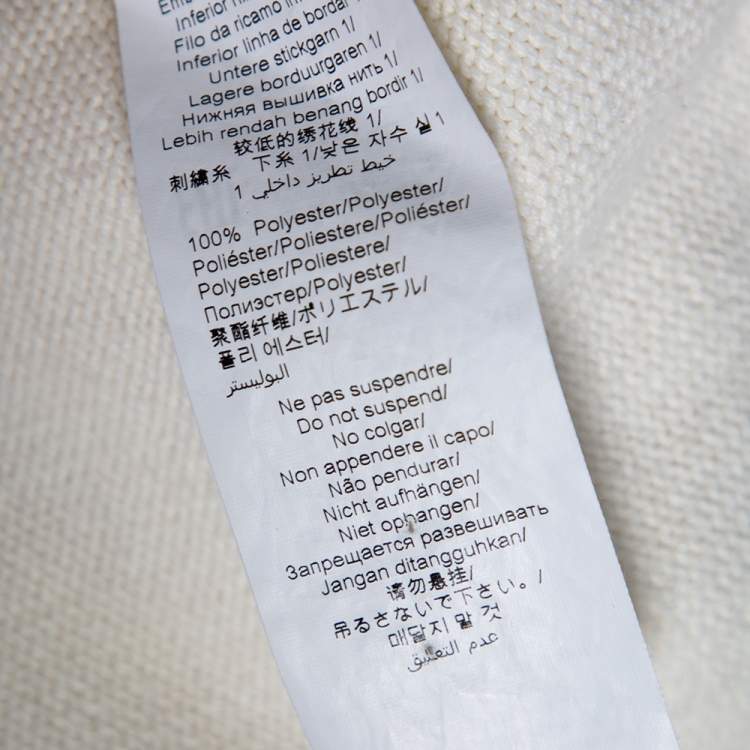 Inferior
Filo da ricamo
Inferior linha de bordar 1/
Untere stickgarn 1/
Lagere borduurgaren 1/
Нижняя вышивка нить 1/
Lebih rendah benang bordir 1/
较低的绣花线 1/
刺繍糸 下糸 1/낮은 자수 실 1
خيط تطريز داخلي 1
100% Polyester/Polyester/
Poliéster/Poliestere/Poliéster/
Polyester/Poliestere/
Полиэстер/Polyester/
聚酯纤维/ポリエステル/
폴리 에스터/
البوليستر
Ne pas suspendre/
Do not suspend/
No colgar/
Non appendere il capo/
Não pendurar/
Nicht aufhängen/
Niet ophangen/
Запрещается развешивать
Jangan ditangguhkan/
请勿悬挂/
吊るさないで下さい。/
매달지 말 것
عدم التعليق